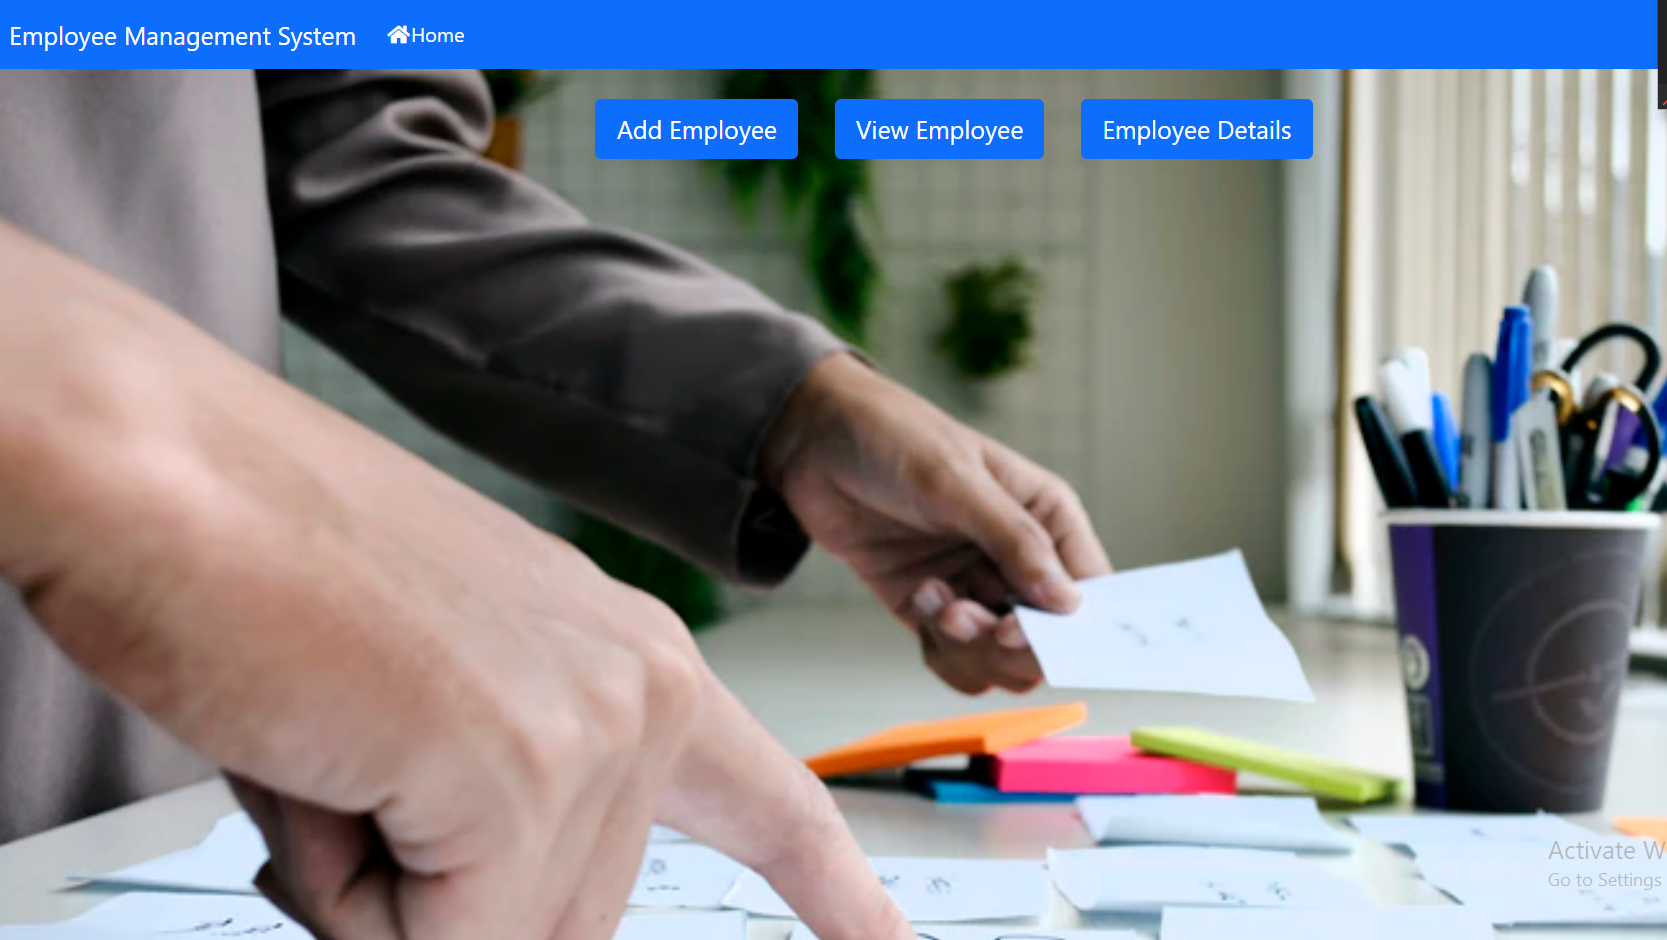 Employee Management System Home
Add Employee View Employee Employee Details
Activate W
Go to Settings